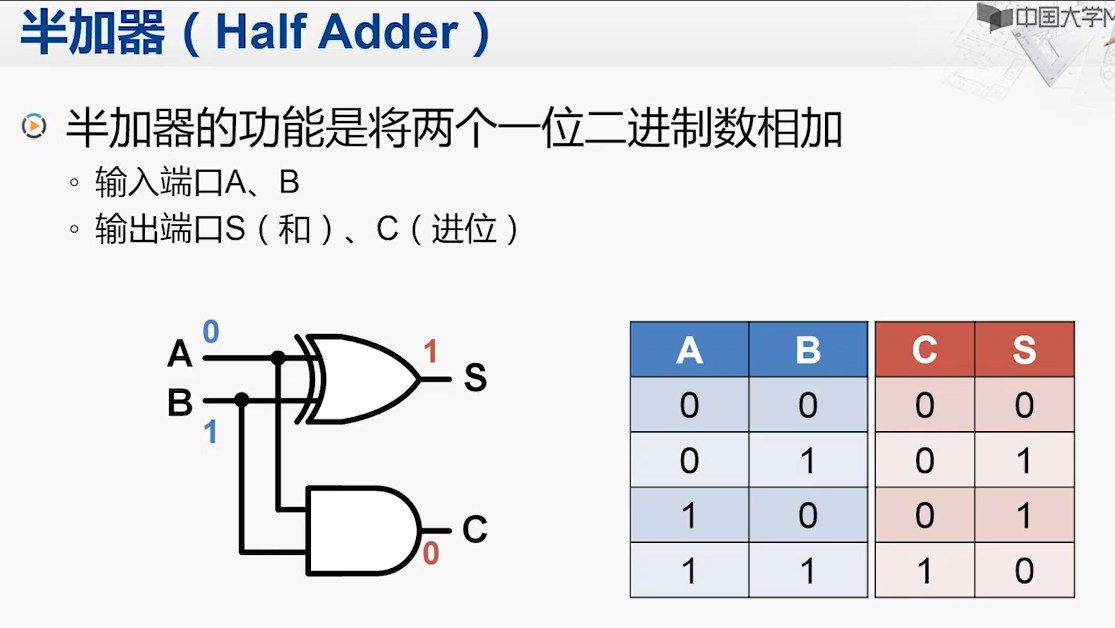 半加器（Half Adder）
中国大学M
半加器的功能是将两个一位二进制数相加
输入端口A、B
输出端口S（和）、C（进位）
0
A
1
S
B
1
C
0
A B C S
0 0 0 0
0 1 0 1
1 0 0 1
1 1 1 0